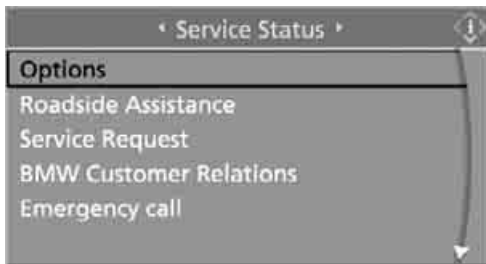 Service Status
Options
Roadside Assistance
Service Request
BMW Customer Relations
Emergency call